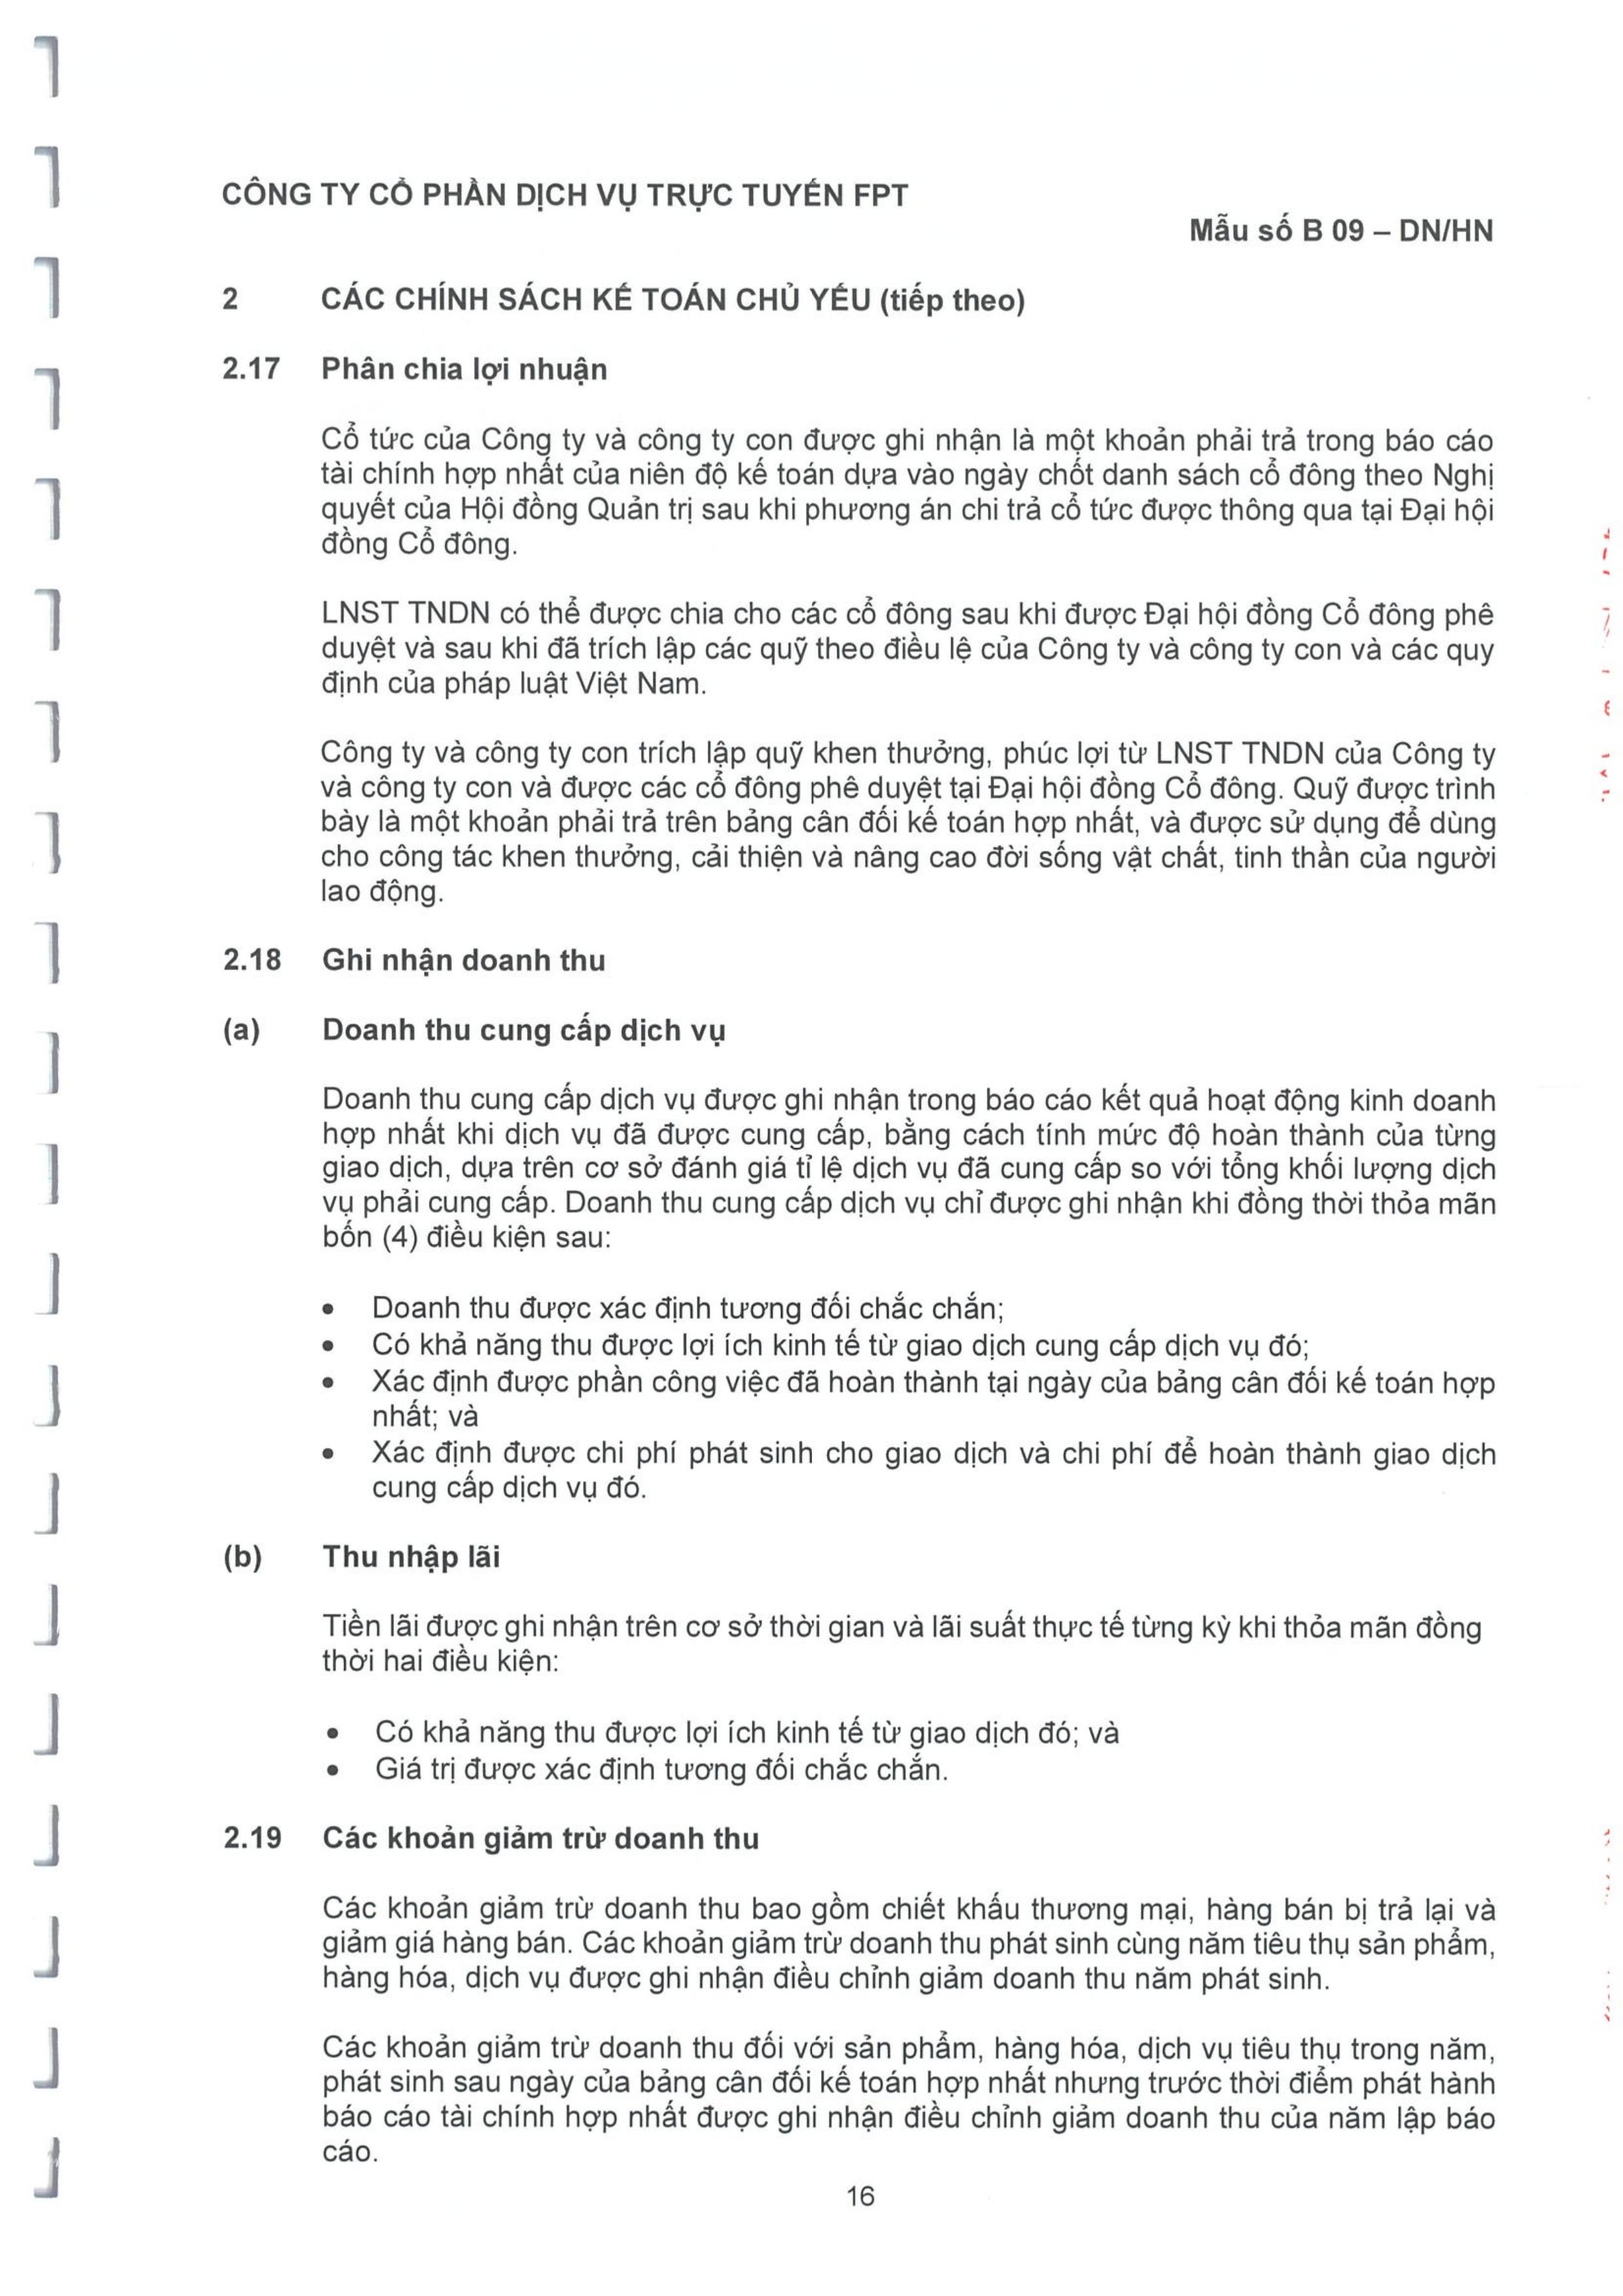 CÔNG TY CỔ PHẦN DỊCH VỤ TRỰC TUYẾN FPT
Mẫu số B 09 – DN/HN
2 CÁC CHÍNH SÁCH KẾ TOÁN CHỦ YẾU (tiếp theo)
2.17 Phân chia lợi nhuận
Cổ tức của Công ty và công ty con được ghi nhận là một khoản phải trả trong báo cáo
tài chính hợp nhất của niên độ kế toán dựa vào ngày chốt danh sách cổ đông theo Nghị
quyết của Hội đồng Quản trị sau khi phương án chi trả cổ tức được thông qua tại Đại hội
đồng Cổ đông.
LNST TNDN có thể được chia cho các cổ đông sau khi được Đại hội đồng Cổ đông phê
duyệt và sau khi đã trích lập các quỹ theo điều lệ của Công ty và công ty con và các quy
định của pháp luật Việt Nam.
Công ty và công ty con trích lập quỹ khen thưởng, phúc lợi từ LNST TNDN của Công ty
và công ty con và được các cổ đông phê duyệt tại Đại hội đồng Cổ đông. Quỹ được trình
bày là một khoản phải trả trên bảng cân đối kế toán hợp nhất, và được sử dụng để dùng
cho công tác khen thưởng, cải thiện và nâng cao đời sống vật chất, tinh thần của người
lao động.
2.18 Ghi nhận doanh thu
(a) Doanh thu cung cấp dịch vụ
Doanh thu cung cấp dịch vụ được ghi nhận trong báo cáo kết quả hoạt động kinh doanh
hợp nhất khi dịch vụ đã được cung cấp, bằng cách tính mức độ hoàn thành của từng
giao dịch, dựa trên cơ sở đánh giá tỉ lệ dịch vụ đã cung cấp so với tổng khối lượng dịch
vụ phải cung cấp. Doanh thu cung cấp dịch vụ chỉ được ghi nhận khi đồng thời thỏa mãn
bốn (4) điều kiện sau:
• Doanh thu được xác định tương đối chắc chắn;
• Có khả năng thu được lợi ích kinh tế từ giao dịch cung cấp dịch vụ đó;
• Xác định được phần công việc đã hoàn thành tại ngày của bảng cân đối kế toán hợp
nhất; và
• Xác định được chi phí phát sinh cho giao dịch và chi phí để hoàn thành giao dịch
cung cấp dịch vụ đó.
(b) Thu nhập lãi
Tiền lãi được ghi nhận trên cơ sở thời gian và lãi suất thực tế từng kỳ khi thỏa mãn đồng
thời hai điều kiện:
• Có khả năng thu được lợi ích kinh tế từ giao dịch đó; và
• Giá trị được xác định tương đối chắc chắn.
2.19 Các khoản giảm trừ doanh thu
Các khoản giảm trừ doanh thu bao gồm chiết khấu thương mại, hàng bán bị trả lại và
giảm giá hàng bán. Các khoản giảm trừ doanh thu phát sinh cùng năm tiêu thụ sản phẩm,
hàng hóa, dịch vụ được ghi nhận điều chỉnh giảm doanh thu năm phát sinh.
Các khoản giảm trừ doanh thu đối với sản phẩm, hàng hóa, dịch vụ tiêu thụ trong năm,
phát sinh sau ngày của bảng cân đối kế toán hợp nhất nhưng trước thời điểm phát hành
báo cáo tài chính hợp nhất được ghi nhận điều chỉnh giảm doanh thu của năm lập báo
cáo.
16